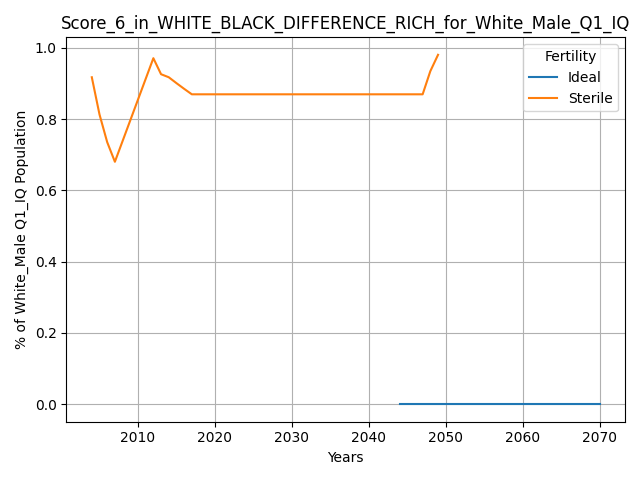 Score_6_in_WHITE_BLACK_DIFFERENCE_RICH_for_White_Male_Q1_IQ
Fertility
Ideal
Sterile
% of White_Male Q1_IQ Population
1.0
0.8
0.6
0.4
0.2
0.0
2010 2020 2030 2040 2050 2060 2070
Years